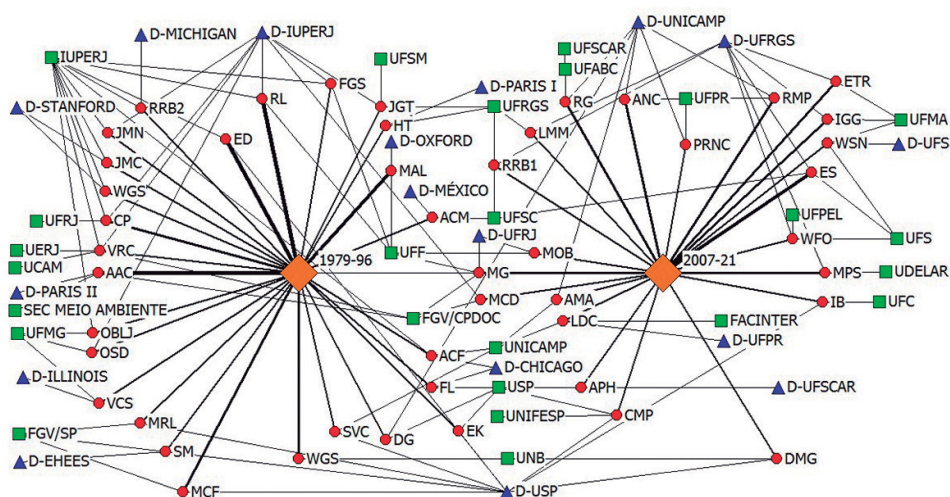 D-UNICAMP
D-MICHIGAN
D-IUPERJ
D-UFRGS
UFSCAR
IUPERJ
UFSM
UFABC
FGS
D-PARIS I
ETR
RL
RG
ANC
UFPR
RMP
D-STANFORD
RRB2
JGT
UFRGS
IGG
UFMA
HT
JMN
ED
LMM
D-OXFORD
PRNC
WSN
D-UFS
JMC
MAL
RRB1
ES
WGS
D-MÉXICO
UFRJ
CP
ACM
UFSC
UFPEL
D-UFRJ
WFO
UFS
UERJ
VRC
1979-96
UFF
MOB
2007-21
UCAM
AAC
MG
MPS
UDELAR
D-PARIS II
MCD
AMA
IB
UFC
SEC MEIO AMBIENTE
FGV/CPDOC
LDC
FACINTER
UFMG
OBLJ
D-UFPR
OSD
ACF
UNICAMP
D-CHICAGO
D-ILLINOIS
FL
USP
APH
D-UFSCAR
VCS
UNIFESP
CMP
MRL
FGV/SP
SVC
DG
EK
SM
D-EHEES
WGS
UNB
DMG
MCF
D-USP